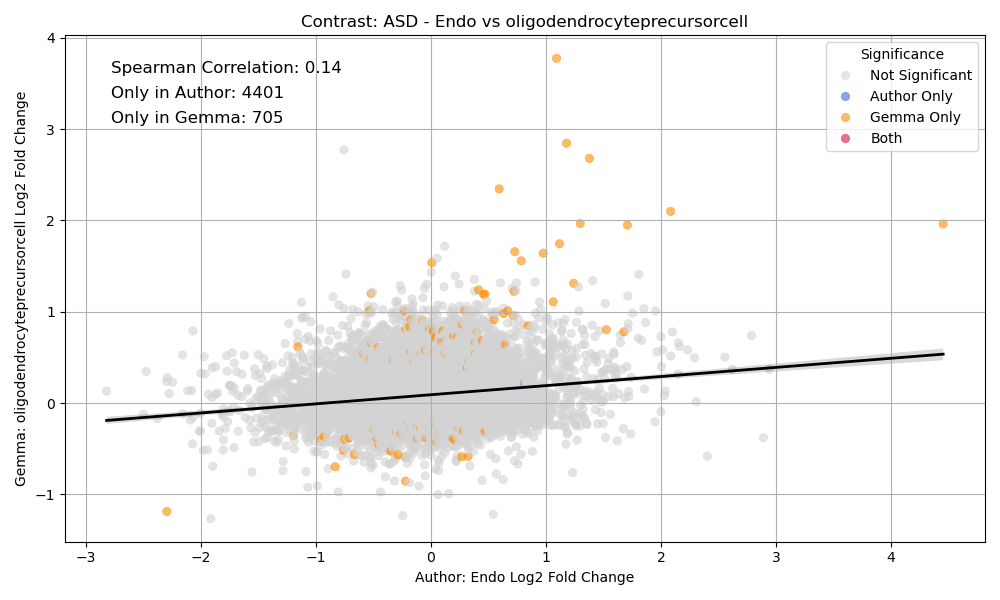 Contrast: ASD - Endo vs oligodendrocyteprecursorcell
Spearman Correlation: 0.14
Only in Author: 4401
Only in Gemma: 705
Significance
Not Significant
Author Only
Gemma Only
Both
Gemma: oligodendrocyteprecursorcell Log2 Fold Change
4
3
2
1
0
−1
−3
−2
−1
0
1
2
3
4
Author: Endo Log2 Fold Change